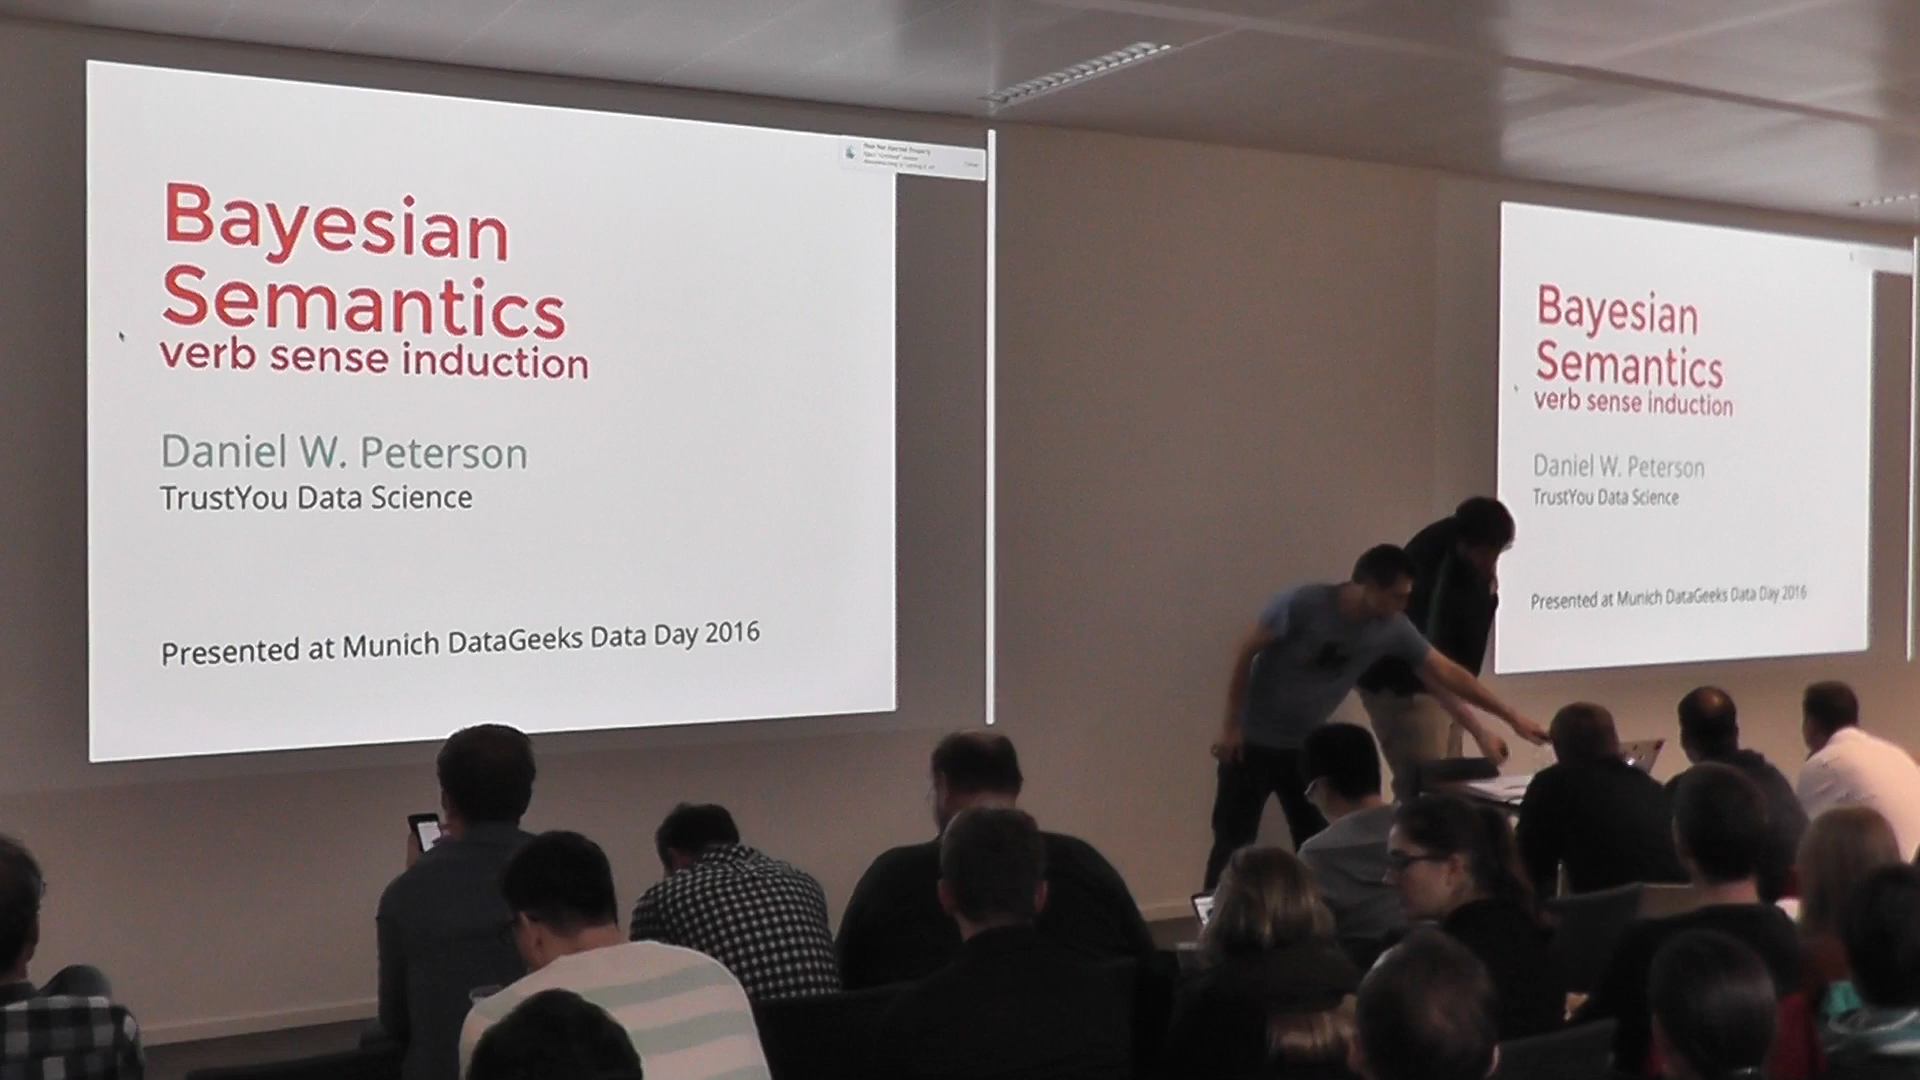 Bayesian
Semantics
verb sense induction
Daniel W. Peterson
TrustYou Data Science
Presented at Munich DataGeeks Data Day 2016
Bayesian
Semantics
verb sense induction
Daniel W. Peterson
TrustYou Data Science
Presented at Munich DataGeeks Data Day 2016